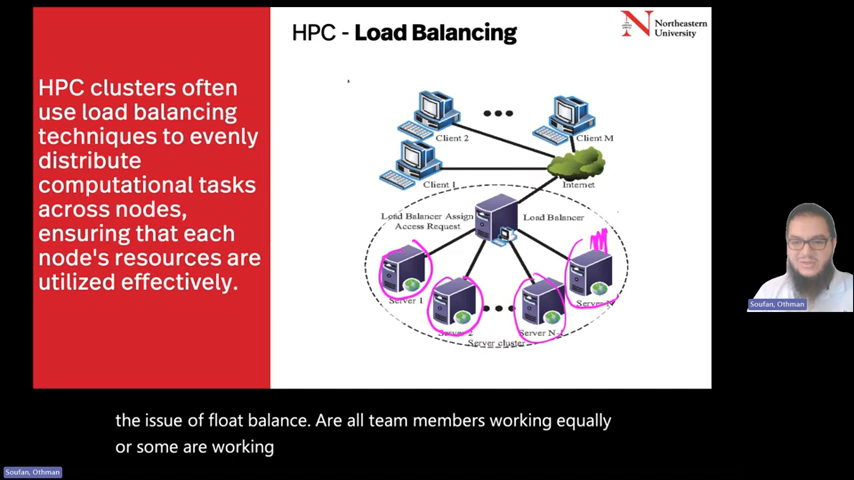 HPC - Load Balancing
Northeastern
University
HPC clusters often
use load balancing
techniques to evenly
distribute
computational tasks
across nodes,
ensuring that each
node's resources are
utilized effectively.
Client 2
Client M
Client 1
Internet
Load Balancer Assign
Access Request
Load Balancer
Server 1
Server 2
Server N-1
Server N
Server cluster
Soufan, Othman
the issue of float balance. Are all team members working equally
or some are working
Soufan, Othman